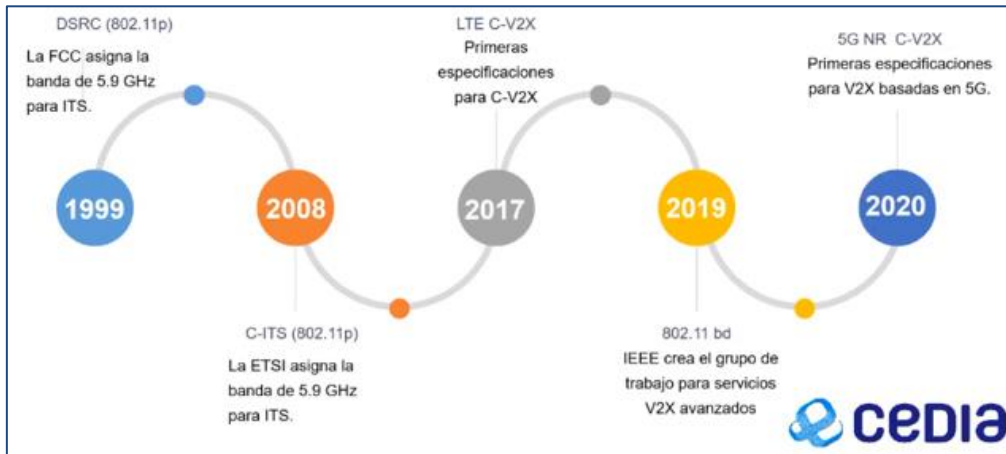 DSRC (802.11p)
La FCC asigna la
banda de 5.9 GHz
para ITS.
1999
2008
C-ITS (802.11p)
La ETSI asigna la
banda de 5.9 GHz
para ITS.
LTE C-V2X
Primeras
especificaciones
para C-V2X
2017
2019
802.11 bd
IEEE crea el grupo de
trabajo para servicios
V2X avanzados
5G NR C-V2X
Primeras especificaciones
para V2X basadas en 5G.
2020
CEDIA